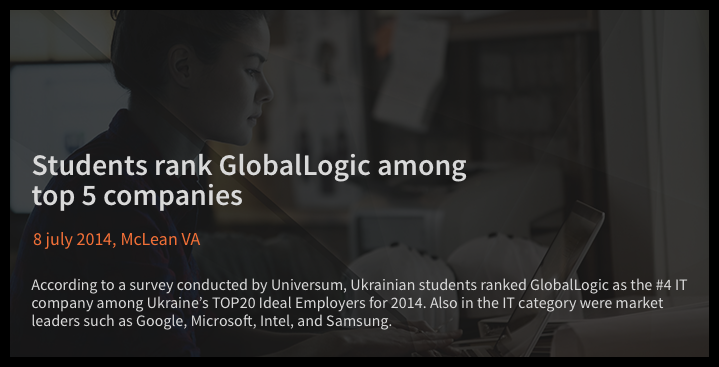 Students rank GlobalLogic among
top 5 companies
8 july 2014, McLean VA
According to a survey conducted by Universum, Ukrainian students ranked GlobalLogic as the #4 IT
company among Ukraine’s TOP20 Ideal Employers for 2014. Also in the IT category were market
leaders such as Google, Microsoft, Intel, and Samsung.